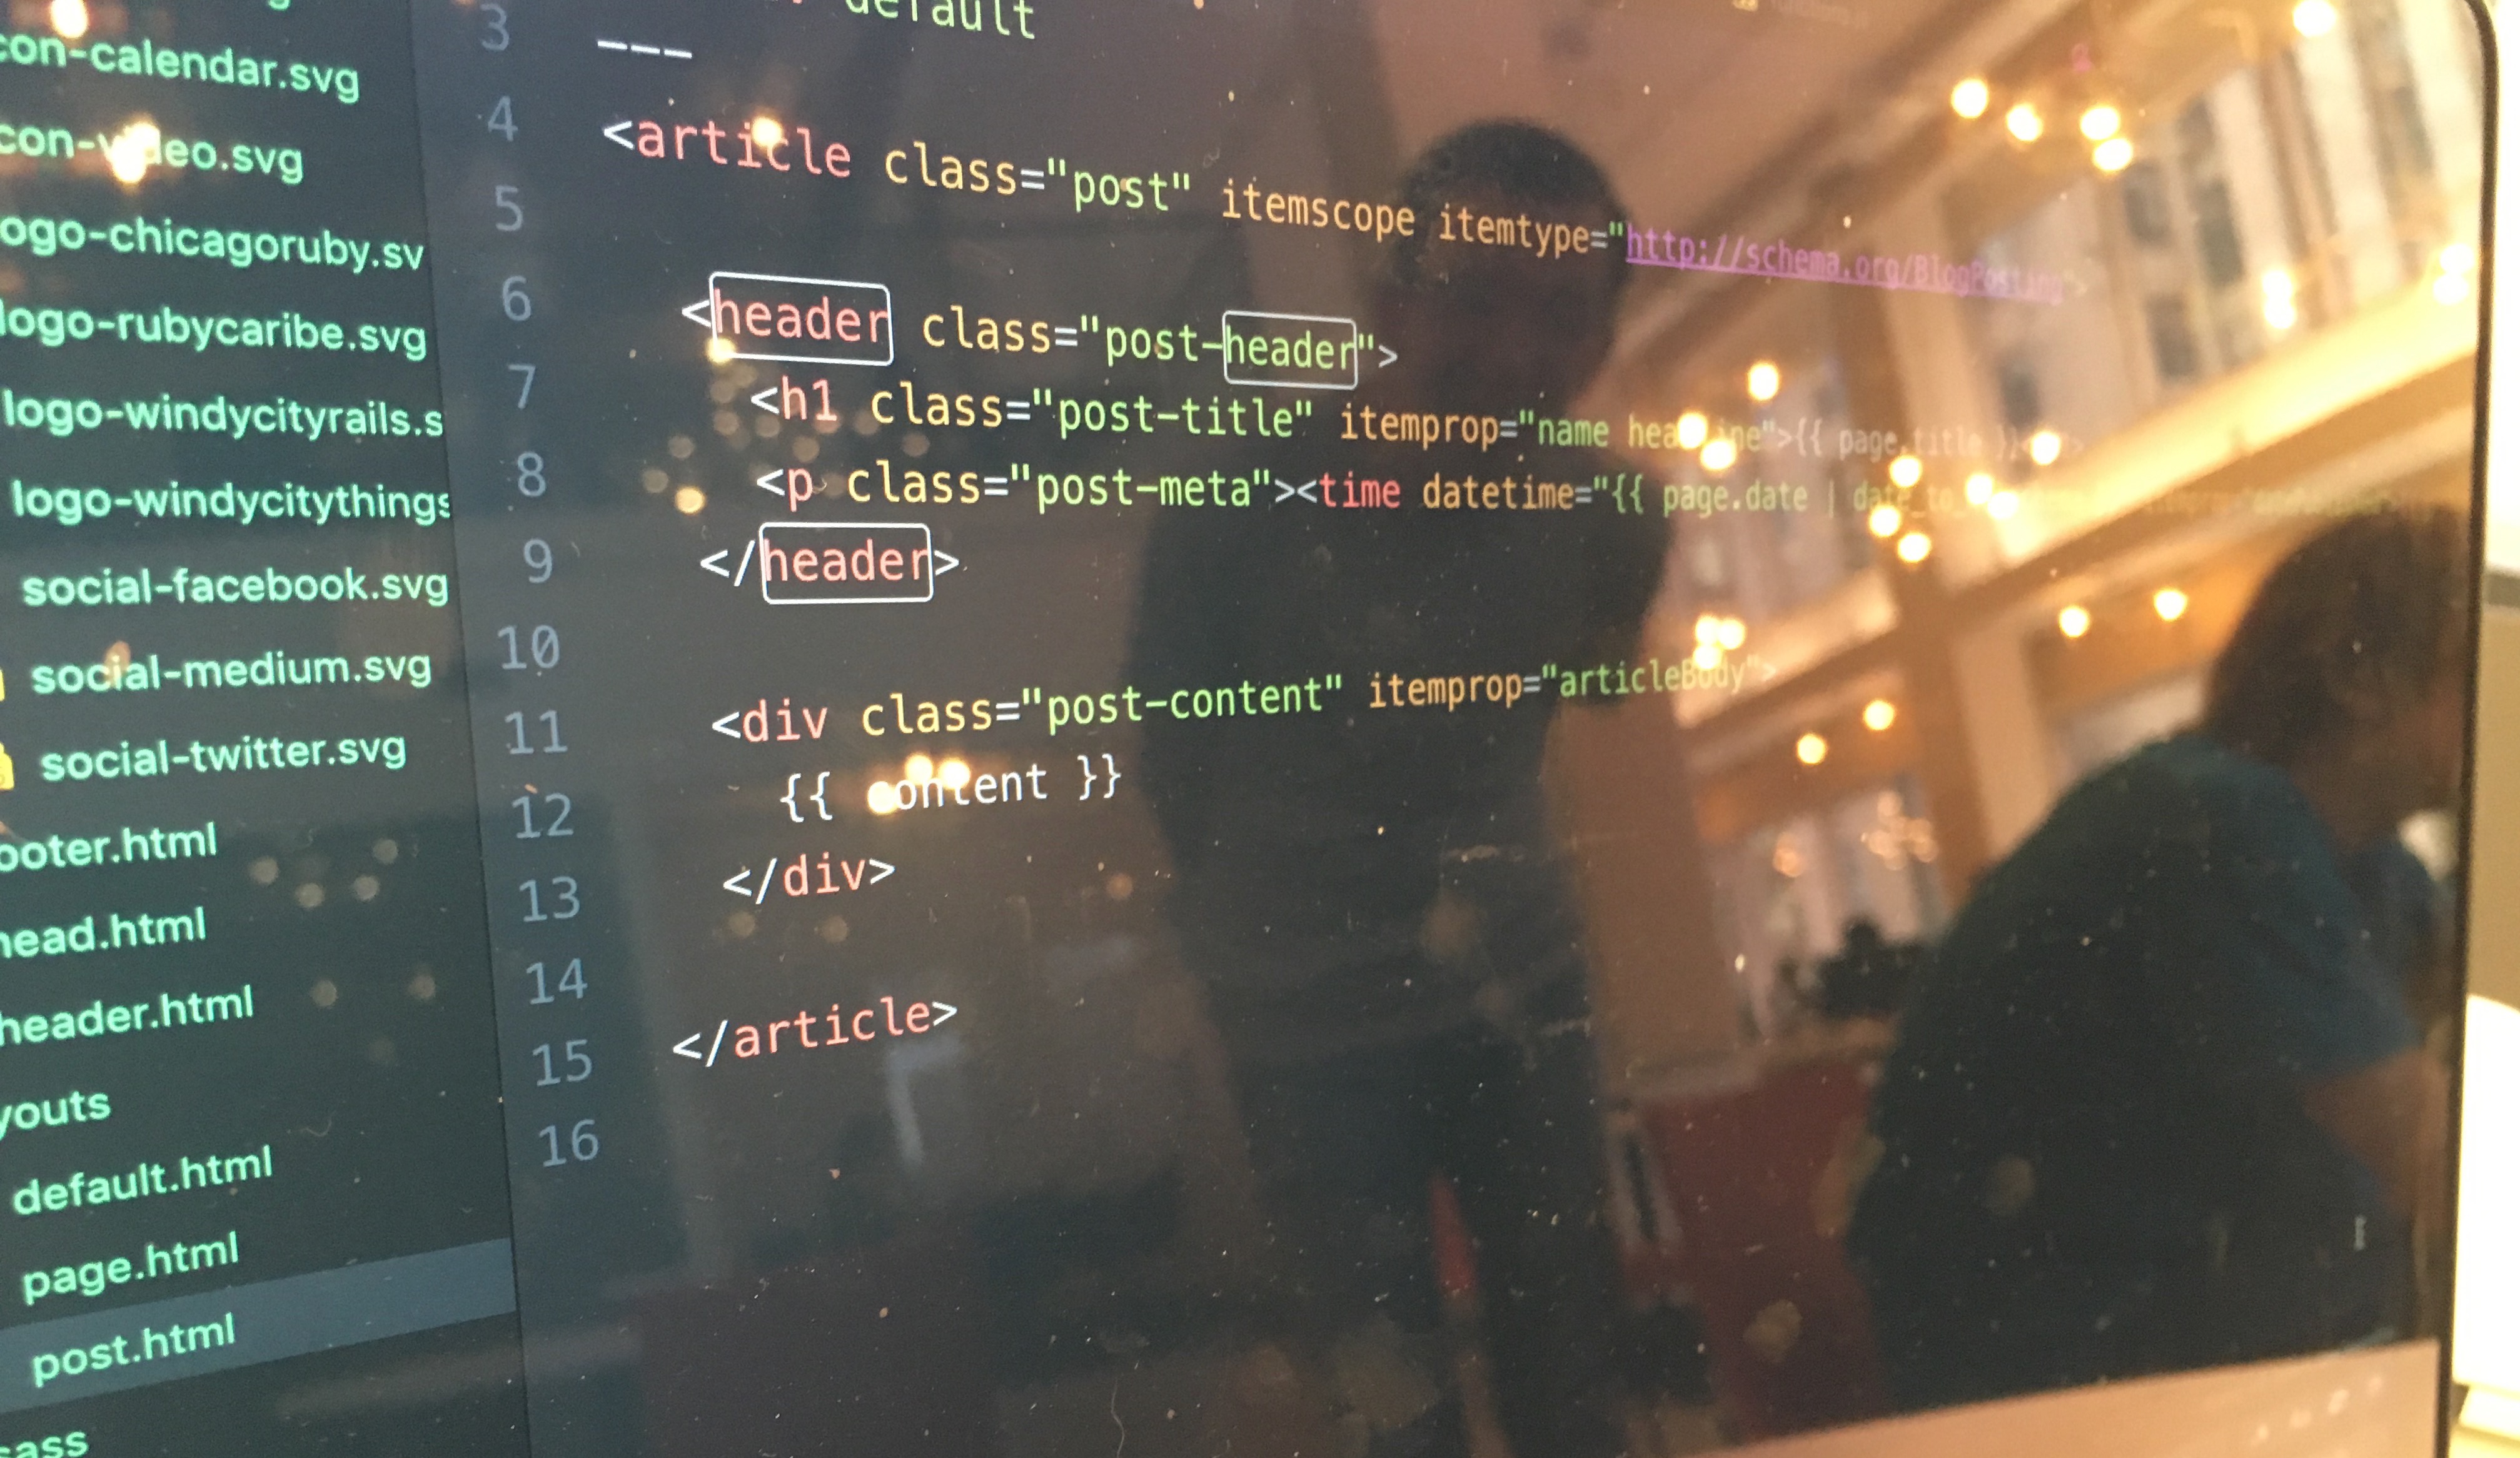 con-calendar.svg
con-video.svg
ogo-chicagoruby.sv
logo-rubycaribe.svg
logo-windycityrails.s
logo-windycitythings
social-facebook.svg
social-medium.svg
social-twitter.svg
ooter.html
head.html
header.html
youts
default.html
page.html
post.html
sass
default
3 ---
4
5 <article class="post" itemscope itemtype="http://schema.org/BlogPosting">
6
7 <header class="post-header">
8 <h1 class="post-title" itemprop="name headline">{{ page.title }}
9 <p class="post-meta"><time datetime="{{ page.date | date_to
10 </header>
11
12 <div class="post-content" itemprop="articleBody">
13 {{ content }}
14 </div>
15
16 </article>